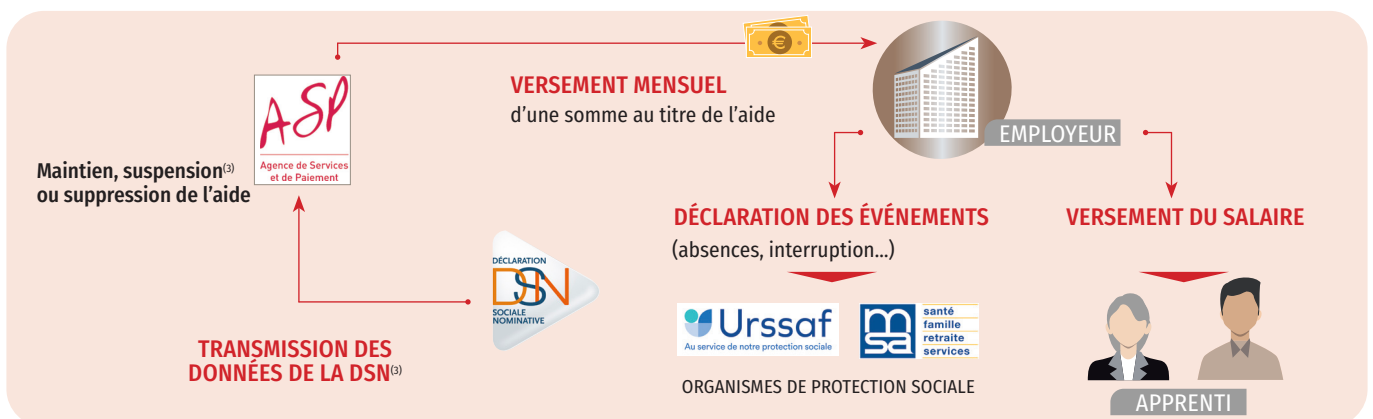 VERSEMENT MENSUEL
d'une somme au titre de l'aide
EMPLOYEUR
ASP
Agence de Services
et de Paiement
Maintien, suspension(3)
ou suppression de l'aide
DÉCLARATION DES ÉVÉNEMENTS
(absences, interruption...)
VERSEMENT DU SALAIRE
DÉCLARATION
DSN
SOCIALE
NOMINATIVE
TRANSMISSION DES
DONNÉES DE LA DSN(3)
Urssaf
Au service de notre protection sociale
msa
santé
famille
retraite
services
ORGANISMES DE PROTECTION SOCIALE
APPRENTI